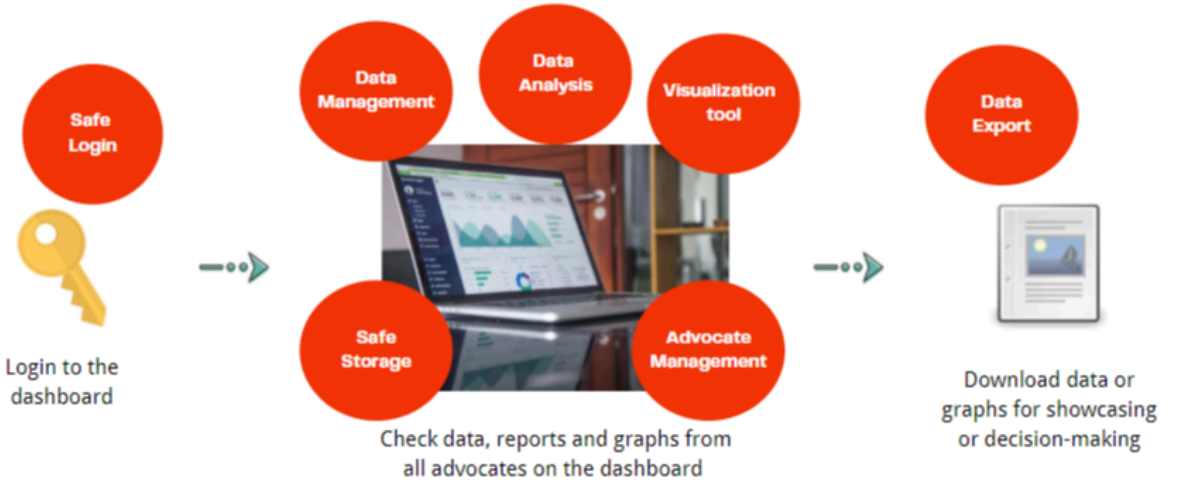 Safe
Login
Login to the
dashboard
Data
Management
Data
Analysis
Visualization
tool
Safe
Storage
Advocate
Management
Check data, reports and graphs from
all advocates on the dashboard
Data
Export
Download data or
graphs for showcasing
or decision-making